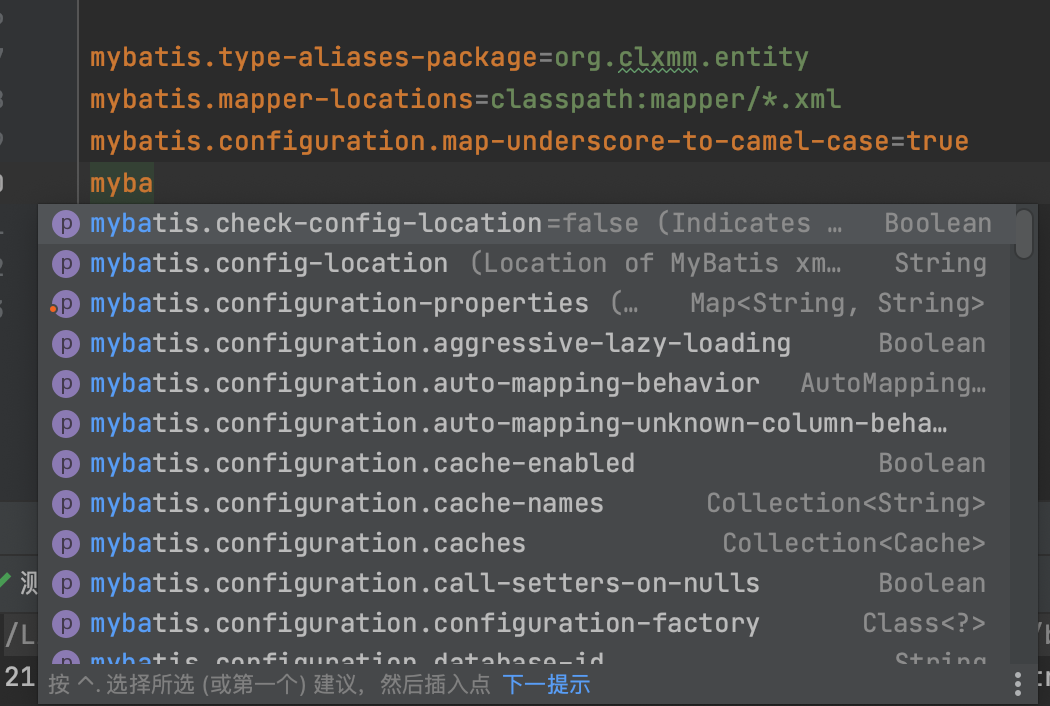 mybatis.type-aliases-package=org.clxmm.entity
mybatis.mapper-locations=classpath:mapper/*.xml
mybatis.configuration.map-underscore-to-camel-case=true
myba
p mybatis.check-config-location=false (Indicates … Boolean
p mybatis.config-location (Location of MyBatis xm… String
p mybatis.configuration-properties (… Map<String, String>
p mybatis.configuration.aggressive-lazy-loading Boolean
p mybatis.configuration.auto-mapping-behavior AutoMapping…
p mybatis.configuration.auto-mapping-unknown-column-beha…
p mybatis.configuration.cache-enabled Boolean
p mybatis.configuration.cache-names Collection<String>
p mybatis.configuration.caches Collection<Cache>
p mybatis.configuration.call-setters-on-nulls Boolean
p mybatis.configuration.configuration-factory Class<?>
p mybatis.configuration.database-id String
按 ^. 选择所选 (或第一个) 建议，然后插入点 下一提示
测
/L
21